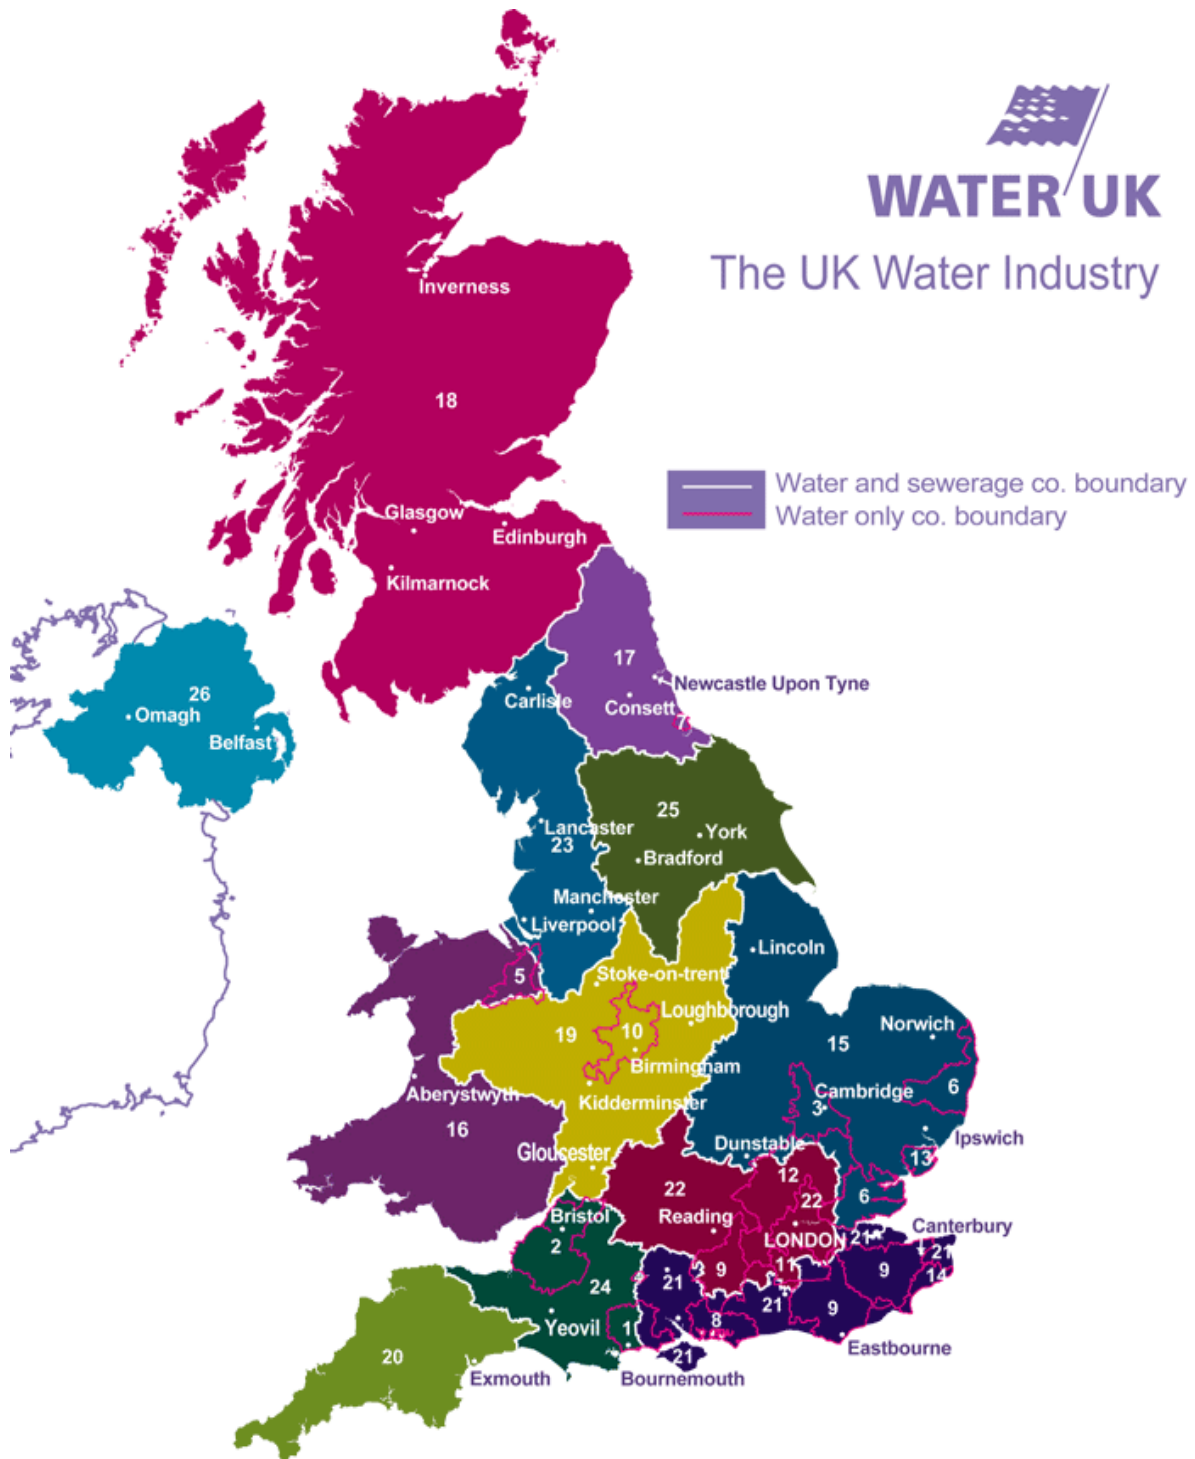 WATER UK
The UK Water Industry
Inverness
18
Water and sewerage co. boundary
Water only co. boundary
Glasgow
Edinburgh
Kilmarnock
17
Newcastle Upon Tyne
26
Carlisle
Consett
Omagh
7
Belfast
25
Lancaster
York
23
Bradford
Manchester
Liverpool
Lincoln
5
Stoke-on-trent
Loughborough
Norwich
19
10
15
Birmingham
6
Aberystwyth
Cambridge
Kidderminster
3
16
Ipswich
Dunstable
Gloucester
13
12
22
6
22
Bristol
Reading
Canterbury
2
LONDON
21
21
11
9
9
14
24
21
21
9
8
1
Yeovil
Eastbourne
20
21
Exmouth
Bournemouth